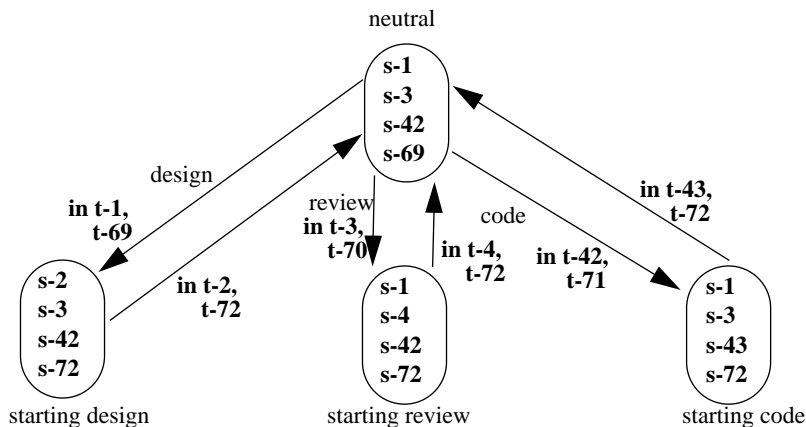 neutral
s-1
s-3
s-42
s-69
design
in t-1,
t-69
in t-2,
t-72
review
in t-3,
t-70
code
in t-4,
t-72
in t-42,
t-71
in t-43,
t-72
s-2
s-3
s-42
s-72
starting design
s-1
s-4
s-42
s-72
starting review
s-1
s-3
s-43
s-72
starting code